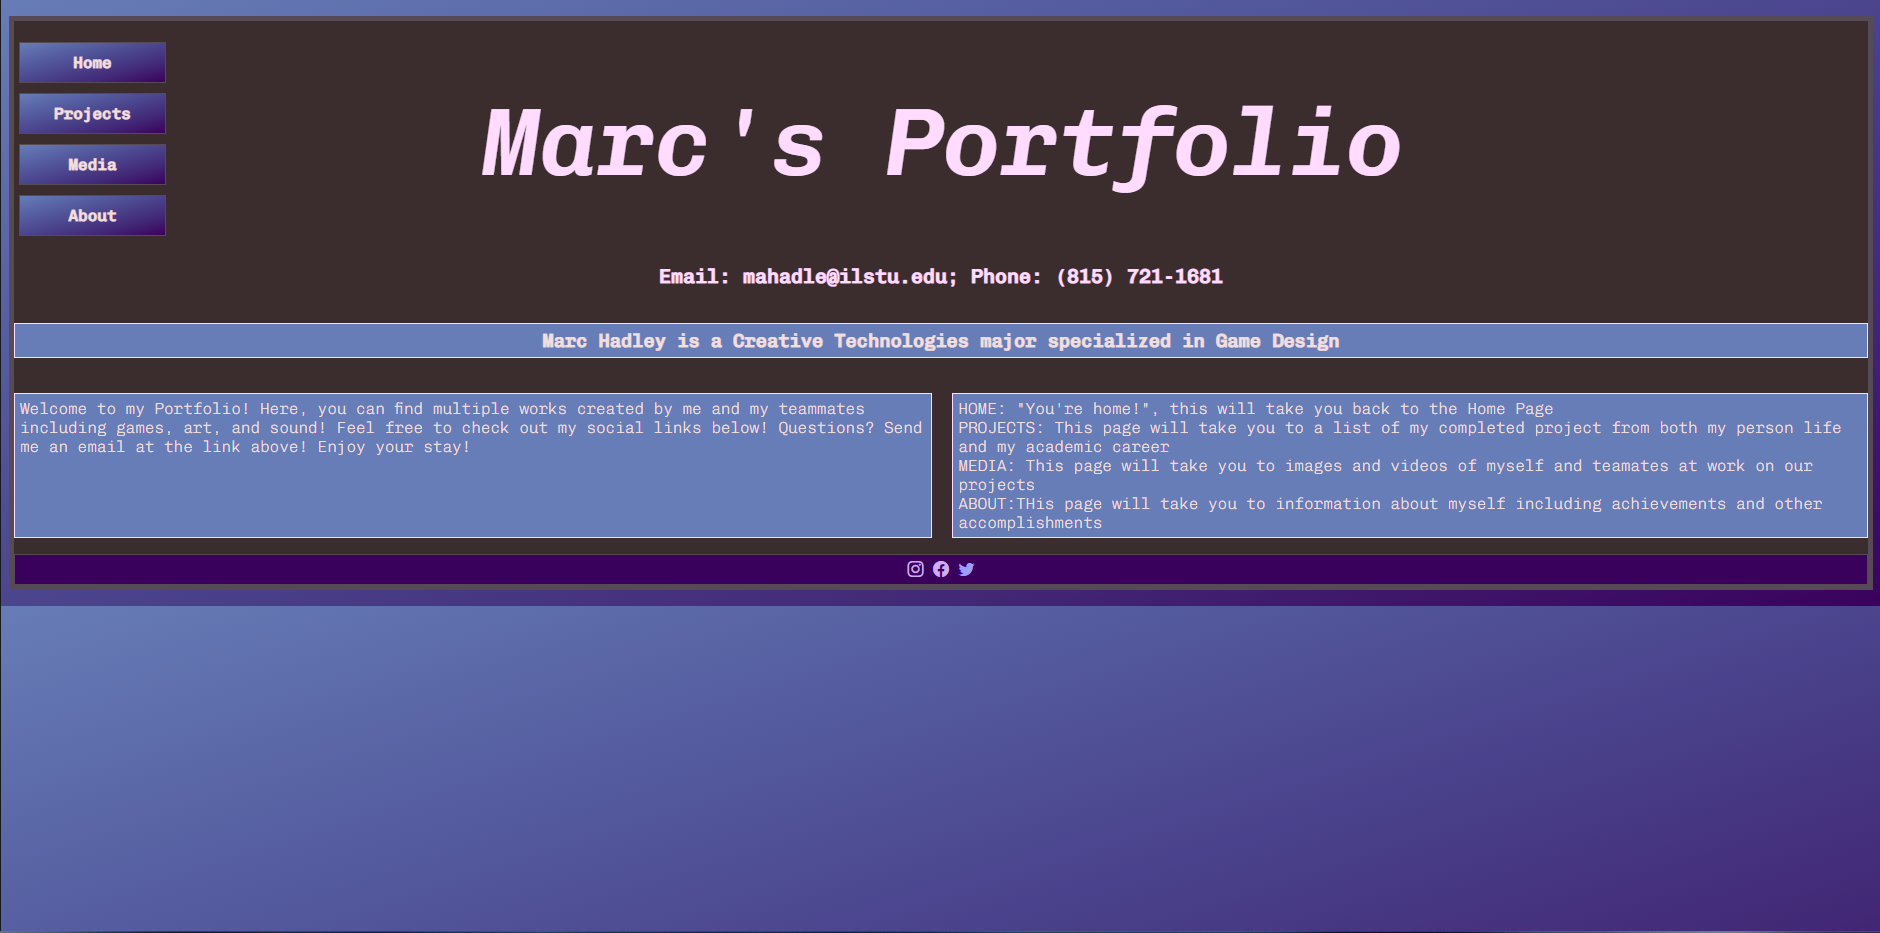 Home
Projects
Media
About
Marc's Portfolio
Email: mahadle@ilstu.edu; Phone: (815) 721-1681
Marc Hadley is a Creative Technologies major specialized in Game Design
Welcome to my Portfolio! Here, you can find multiple works created by me and my teammates
including games, art, and sound! Feel free to check out my social links below! Questions? Send
me an email at the link above! Enjoy your stay!
HOME: "You're home!", this will take you back to the Home Page
PROJECTS: This page will take you to a list of my completed project from both my person life
and my academic career
MEDIA: This page will take you to images and videos of myself and teamates at work on our
projects
ABOUT:THis page will take you to information about myself including achievements and other
accomplishments